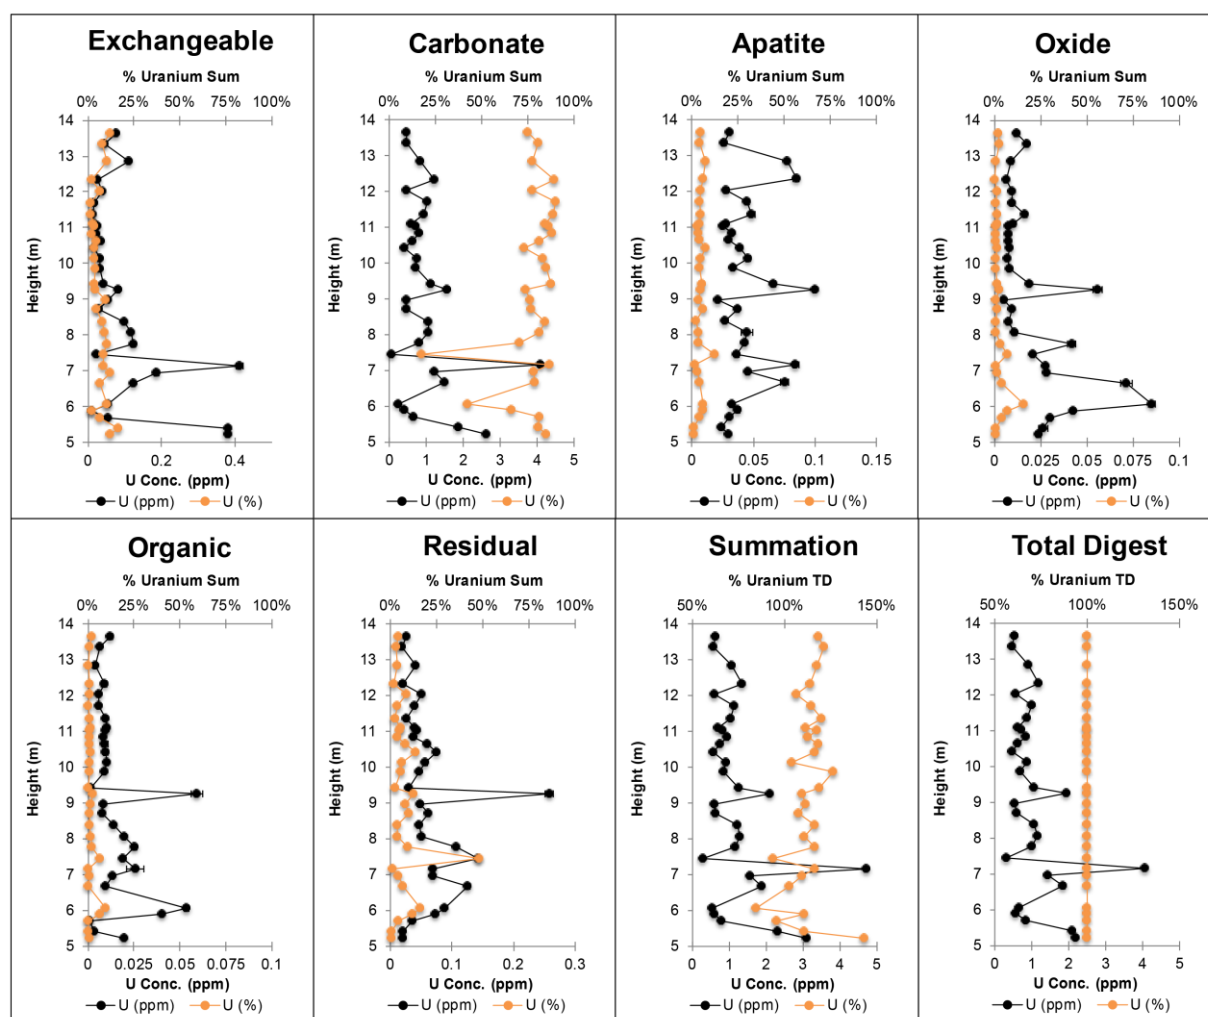 Exchangeable
% Uranium Sum
0% 25% 50% 75% 100%
Height (m)
14
13
12
11
10
9
8
7
6
5
0 0.2 0.4
U Conc. (ppm)
U (ppm) U (%)
Carbonate
% Uranium Sum
0% 25% 50% 75% 100%
Height (m)
14
13
12
11
10
9
8
7
6
5
0 1 2 3 4 5
U Conc. (ppm)
U (ppm) U (%)
Apatite
% Uranium Sum
0% 25% 50% 75% 100%
Height (m)
14
13
12
11
10
9
8
7
6
5
0 0.05 0.1 0.15
U Conc. (ppm)
U (ppm) U (%)
Oxide
% Uranium Sum
0% 25% 50% 75% 100%
Height (m)
14
13
12
11
10
9
8
7
6
5
0 0.025 0.05 0.075 0.1
U Conc. (ppm)
U (ppm) U (%)
Organic
% Uranium Sum
0% 25% 50% 75% 100%
Height (m)
14
13
12
11
10
9
8
7
6
5
0 0.025 0.05 0.075 0.1
U Conc. (ppm)
U (ppm) U (%)
Residual
% Uranium Sum
0% 25% 50% 75% 100%
Height (m)
14
13
12
11
10
9
8
7
6
5
0 0.1 0.2 0.3
U Conc. (ppm)
U (ppm) U (%)
Summation
% Uranium TD
50% 100% 150%
Height (m)
14
13
12
11
10
9
8
7
6
5
0 1 2 3 4 5
U Conc. (ppm)
U (ppm) U (%)
Total Digest
% Uranium TD
50% 100% 150%
Height (m)
14
13
12
11
10
9
8
7
6
5
0 1 2 3 4 5
U Conc. (ppm)
U (ppm) U (%)